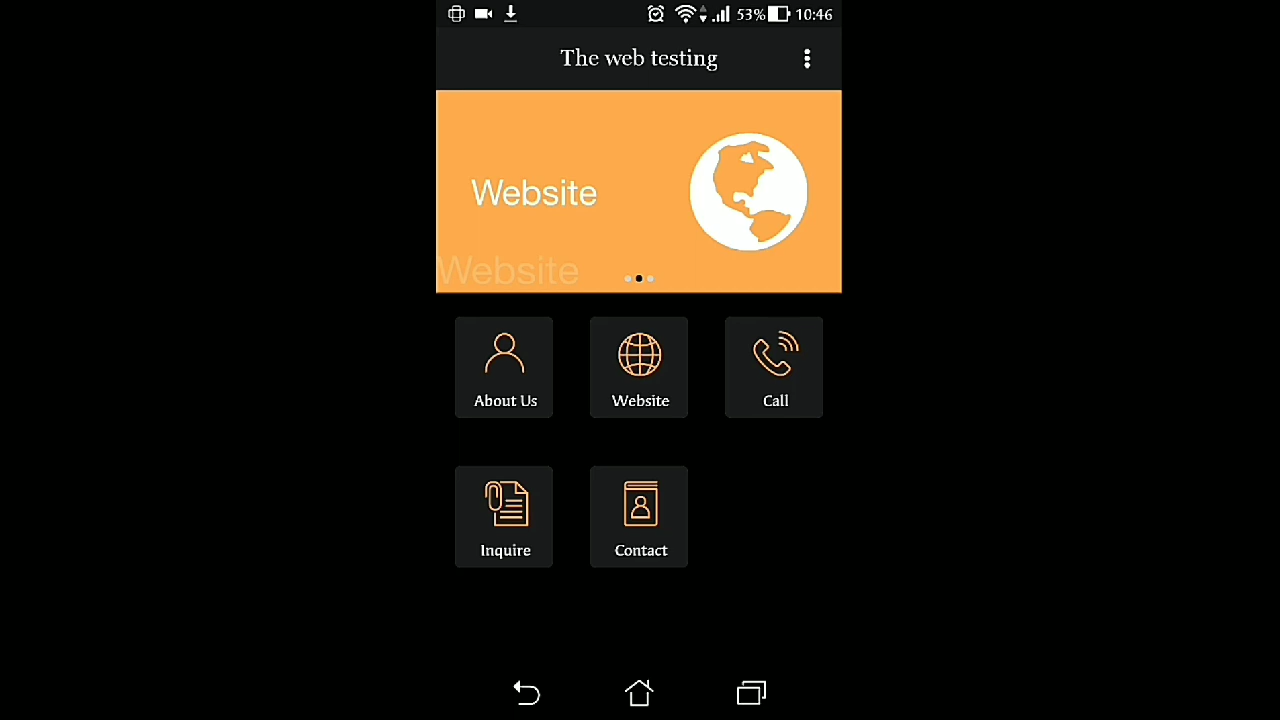 53% 10:46
The web testing
Website
Website
About Us Website Call
Inquire Contact